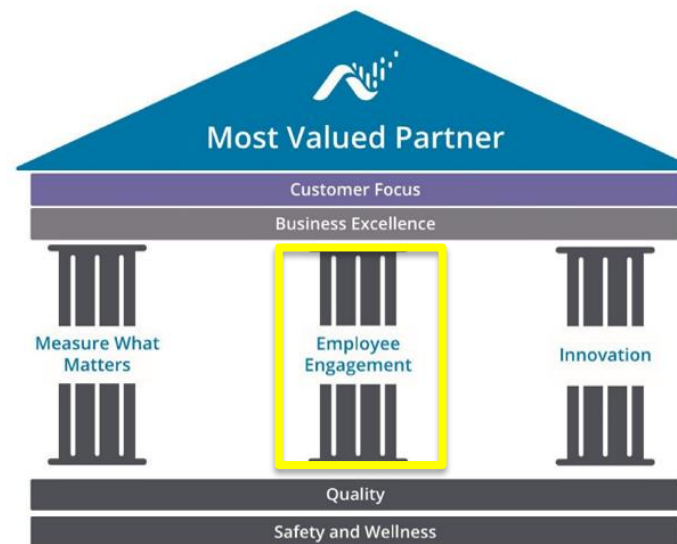 Most Valued Partner
Customer Focus
Business Excellence
Measure What
Matters
Employee
Engagement
Innovation
Quality
Safety and Wellness